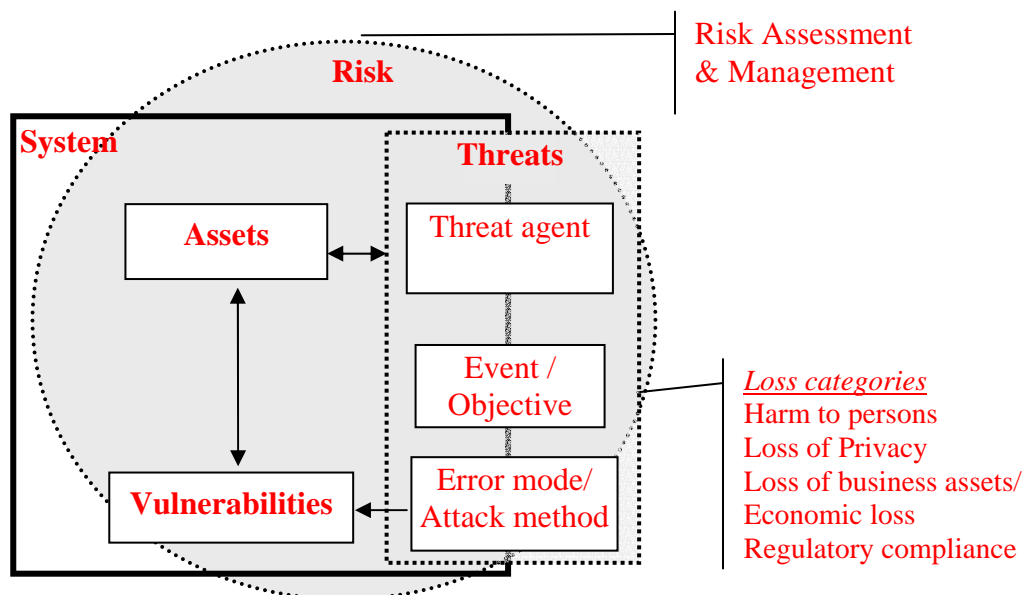 Risk Assessment
& Management
Risk
System
Threats
Assets
Threat agent
Event /
Objective
Vulnerabilities
Error mode/
Attack method
Loss categories
Harm to persons
Loss of Privacy
Loss of business assets/
Economic loss
Regulatory compliance